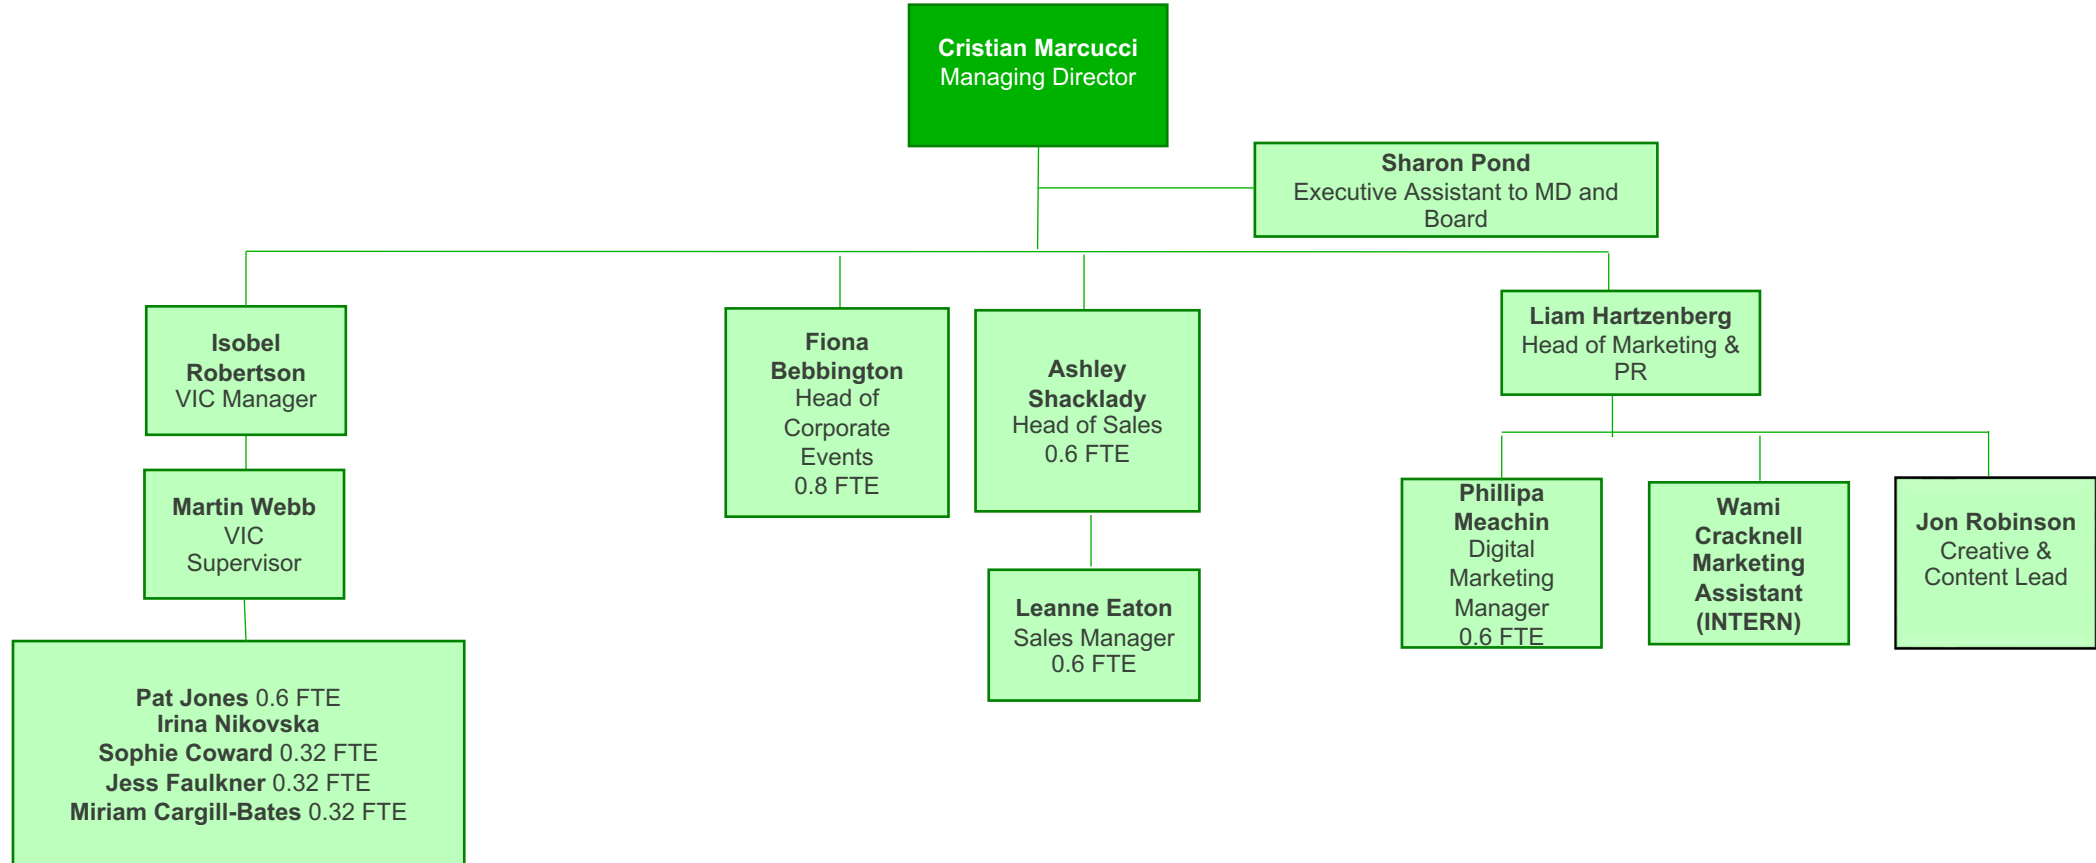 Cristian Marcucci
Managing Director
Sharon Pond
Executive Assistant to MD and
Board
Isobel
Robertson
VIC Manager
Fiona
Bebbington
Head of
Corporate
Events
0.8 FTE
Ashley
Shacklady
Head of Sales
0.6 FTE
Liam Hartzenberg
Head of Marketing &
PR
Martin Webb
VIC
Supervisor
Leanne Eaton
Sales Manager
0.6 FTE
Phillipa
Meachin
Digital
Marketing
Manager
0.6 FTE
Wami
Cracknell
Marketing
Assistant
(INTERN)
Jon Robinson
Creative &
Content Lead
Pat Jones 0.6 FTE
Irina Nikovska
Sophie Coward 0.32 FTE
Jess Faulkner 0.32 FTE
Miriam Cargill-Bates 0.32 FTE